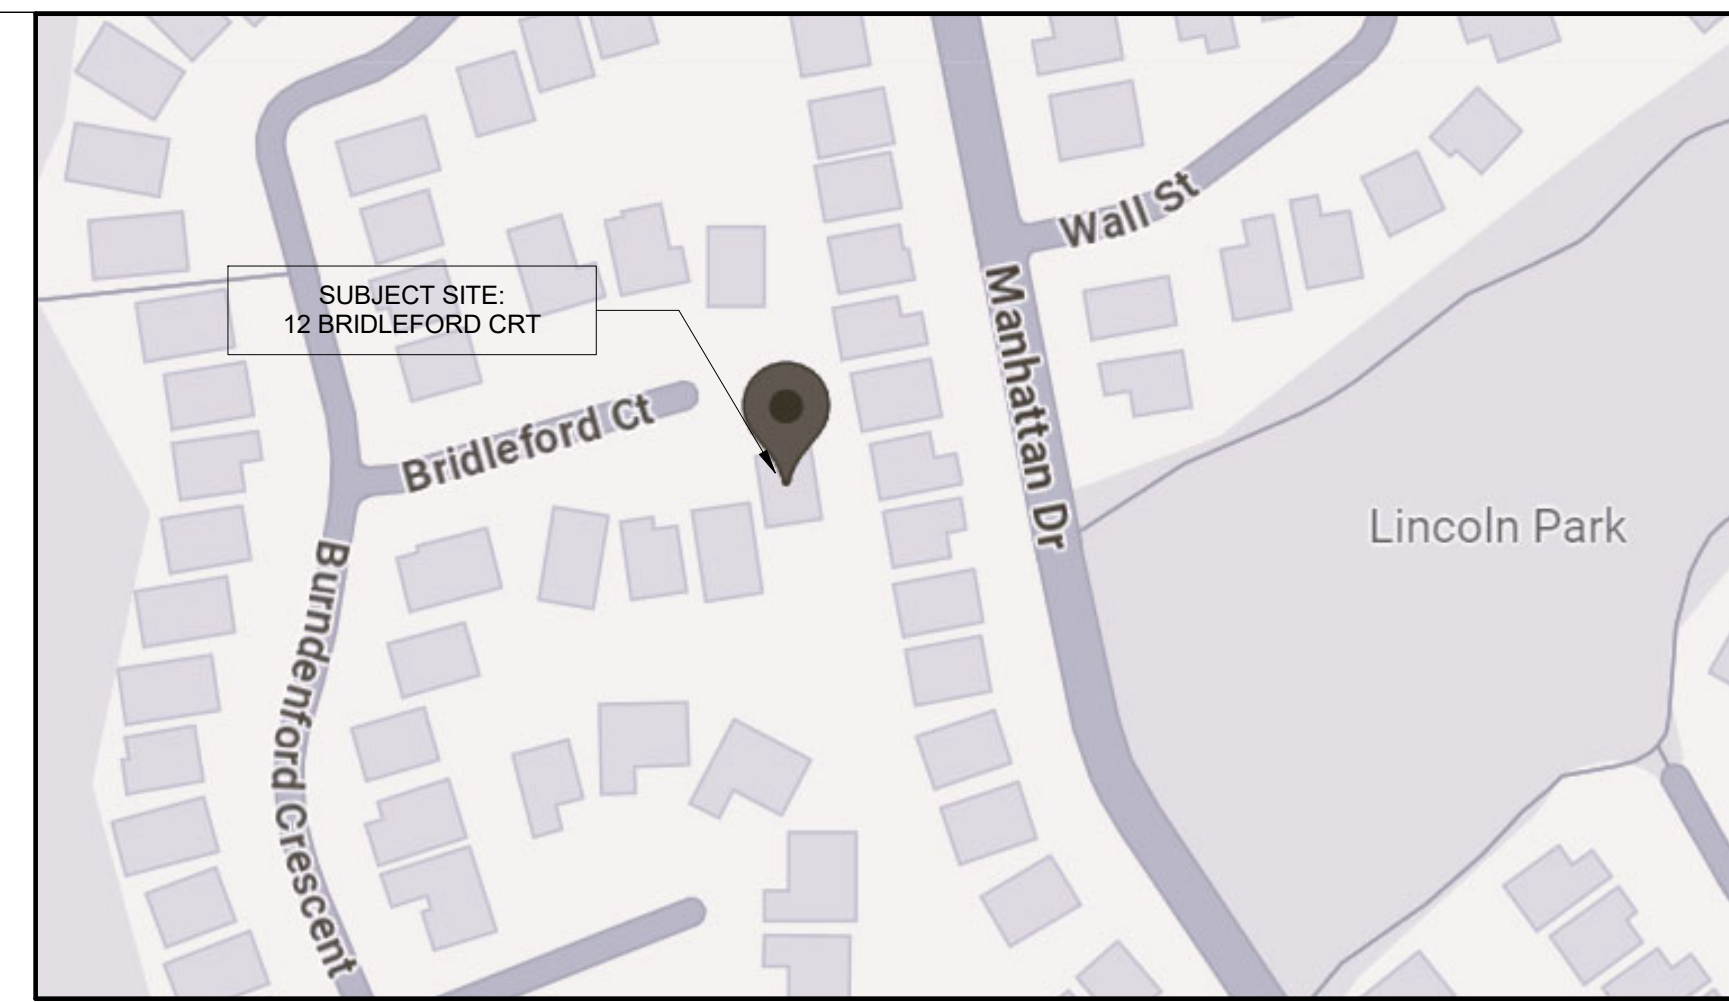 Wall St
SUBJECT SITE:
12 BRIDLEFORD CRT
Manhattan Dr
Bridleford Ct
Lincoln Park
Burndenford Crescent